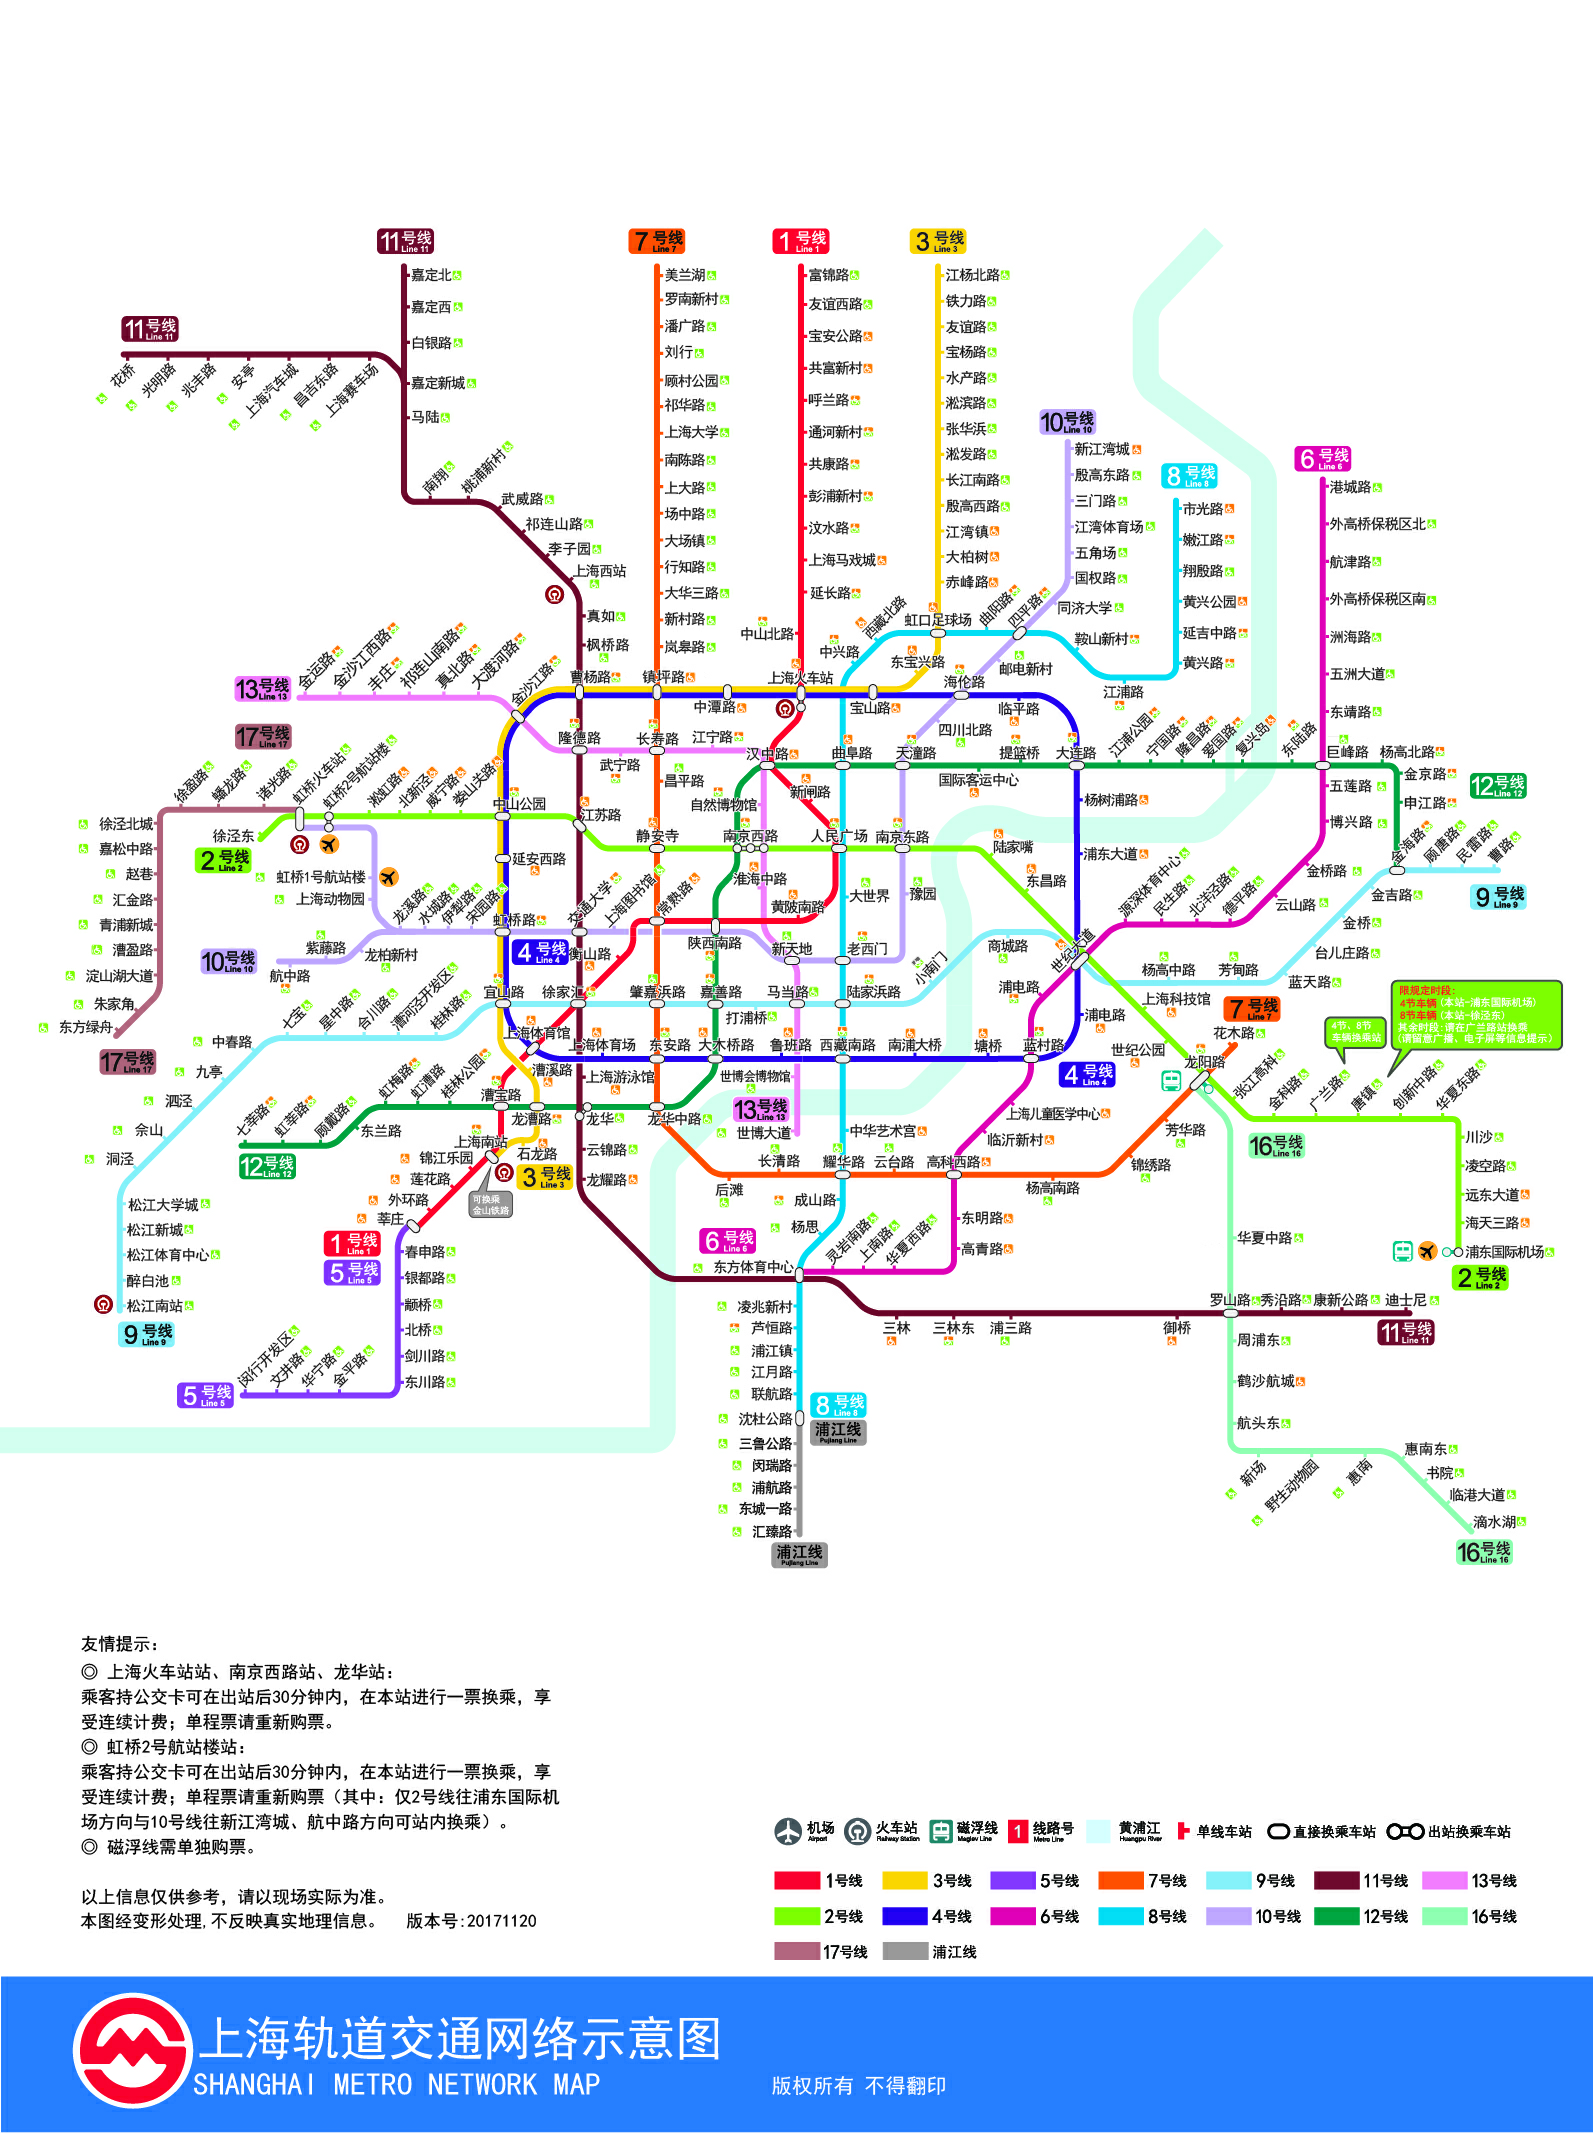 11号线
Line 11
7号线
Line 7
1号线
Line 1
3号线
Line 3
嘉定北
嘉定西
白银路
嘉定新城
马陆
11号线
Line 11
花桥
光明路
兆丰路
安亭
上海汽车城
昌吉东路
上海赛车场
南翔
桃浦新村
武威路
祁连山路
李子园
上海西站
真如
枫桥路
曹杨路
隆德路
江苏路
美兰湖
罗南新村
潘广路
刘行
顾村公园
祁华路
上海大学
南陈路
上大路
场中路
大场镇
行知路
大华三路
新村路
岚皋路
镇坪路
长寿路
昌平路
静安寺
富锦路
友谊西路
宝安公路
共富新村
呼兰路
通河新村
共康路
彭浦新村
汶水路
上海马戏城
延长路
中山北路
上海火车站
江杨北路
铁力路
友谊路
宝杨路
水产路
淞滨路
张华浜
淞发路
长江南路
殷高西路
江湾镇
大柏树
赤峰路
虹口足球场
东宝兴路
宝山路
中潭路
10号线
Line 10
新江湾城
殷高东路
三门路
江湾体育场
五角场
国权路
同济大学
四平路
邮电新村
海伦路
四川北路
天潼路
8号线
Line 8
市光路
嫩江路
翔殷路
黄兴公园
延吉中路
黄兴路
江浦路
鞍山新村
曲阳路
西藏北路
中兴路
曲阜路
6号线
Line 6
港城路
外高桥保税区北
航津路
外高桥保税区南
洲海路
五洲大道
东靖路
巨峰路
五莲路
博兴路
金桥路
云山路
德平路
北洋泾路
民生路
源深体育中心
世纪大道
13号线
Line 13
金运路
金沙江西路
丰庄
祁连山南路
真北路
大渡河路
金沙江路
武宁路
江宁路
汉中路
自然博物馆
南京西路
淮海中路
新天地
马当路
世博会博物馆
13号线
Line 13
世博大道
17号线
Line 17
徐盈路
蟠龙路
诸光路
虹桥火车站
虹桥2号航站楼
淞虹路
北新泾
威宁路
娄山关路
中山公园
徐泾北城
嘉松中路
赵巷
汇金路
青浦新城
漕盈路
淀山湖大道
朱家角
东方绿舟
17号线
Line 17
徐泾东
2号线
Line 2
虹桥1号航站楼
上海动物园
龙溪路
水城路
伊犁路
宋园路
虹桥路
延安西路
紫藤路
龙柏新村
航中路
10号线
Line 10
4号线
Line 4
交通大学
上海图书馆
常熟路
衡山路
徐家汇
陕西南路
黄陂南路
人民广场
新闸路
南京东路
大世界
豫园
老西门
陆家嘴
东昌路
浦东大道
杨树浦路
大连路
临平路
国际客运中心
提篮桥
江浦公园
宁国路
隆昌路
爱国路
复兴岛
东陆路
杨高北路
金京路
申江路
金海路
12号线
Line 12
顾唐路
民雷路
曹路
9号线
Line 9
金吉路
金桥
台儿庄路
蓝天路
芳甸路
杨高中路
商城路
小南门
陆家浜路
打浦桥
嘉善路
肇嘉浜路
宜山路
桂林路
漕河泾开发区
合川路
星中路
七宝
中春路
九亭
泗泾
佘山
洞泾
松江大学城
松江新城
松江体育中心
醉白池
松江南站
9号线
Line 9
上海体育馆
上海体育场
东安路
大木桥路
鲁班路
西藏南路
南浦大桥
塘桥
蓝村路
浦电路
浦电路
4号线
Line 4
上海科技馆
世纪公园
龙阳路
7号线
Line 7
花木路
张江高科
金科路
广兰路
唐镇
创新中路
华夏东路
川沙
凌空路
远东大道
海天三路
浦东国际机场
2号线
Line 2
4节、8节
车辆换乘站
限规定时段:
4节车辆(本站-浦东国际机场)
8节车辆(本站-徐泾东)
其余时段:请在广兰路站换乘
(请留意广播、电子屏等信息提示)
16号线
Line 16
漕溪路
上海游泳馆
漕宝路
龙漕路
龙华
龙华中路
云锦路
龙耀路
石龙路
上海南站
3号线
Line 3
可换乘
金山铁路
锦江乐园
莲花路
外环路
莘庄
1号线
Line 1
5号线
Line 5
春申路
银都路
颛桥
北桥
剑川路
东川路
金平路
华宁路
文井路
闵行开发区
5号线
Line 5
七莘路
虹莘路
顾戴路
东兰路
虹梅路
虹漕路
桂林公园
12号线
Line 12
上海儿童医学中心
临沂新村
高科西路
东明路
高青路
华夏西路
上南路
灵岩南路
6号线
Line 6
东方体育中心
后滩
长清路
耀华路
云台路
杨高南路
锦绣路
芳华路
中华艺术宫
成山路
杨思
凌兆新村
芦恒路
浦江镇
江月路
联航路
沈杜公路
8号线
Line 8
浦江线
Pujiang Line
三鲁公路
闵瑞路
浦航路
东城一路
汇臻路
浦江线
Pujiang Line
三林
三林东
浦三路
御桥
罗山路
秀沿路
康新公路
迪士尼
11号线
Line 11
华夏中路
周浦东
鹤沙航城
航头东
新场
野生动物园
惠南
惠南东
书院
临港大道
滴水湖
16号线
Line 16
友情提示:
◎ 上海火车站站、南京西路站、龙华站:
乘客持公交卡可在出站后30分钟内，在本站进行一票换乘，享
受连续计费；单程票请重新购票。
◎ 虹桥2号航站楼站:
乘客持公交卡可在出站后30分钟内，在本站进行一票换乘，享
受连续计费；单程票请重新购票（其中：仅2号线往浦东国际机
场方向与10号线往新江湾城、航中路方向可站内换乘）。
◎ 磁浮线需单独购票。
以上信息仅供参考，请以现场实际为准。
本图经变形处理,不反映真实地理信息。 版本号:20171120
机场
Airport
火车站
Railway Station
磁浮线
Maglev Line
1
线路号
Metro Line
黄浦江
Huangpu River
单线车站
直接换乘车站
出站换乘车站
1号线
3号线
5号线
7号线
9号线
11号线
13号线
2号线
4号线
6号线
8号线
10号线
12号线
16号线
17号线
浦江线
上海轨道交通网络示意图
SHANGHAI METRO NETWORK MAP
版权所有 不得翻印